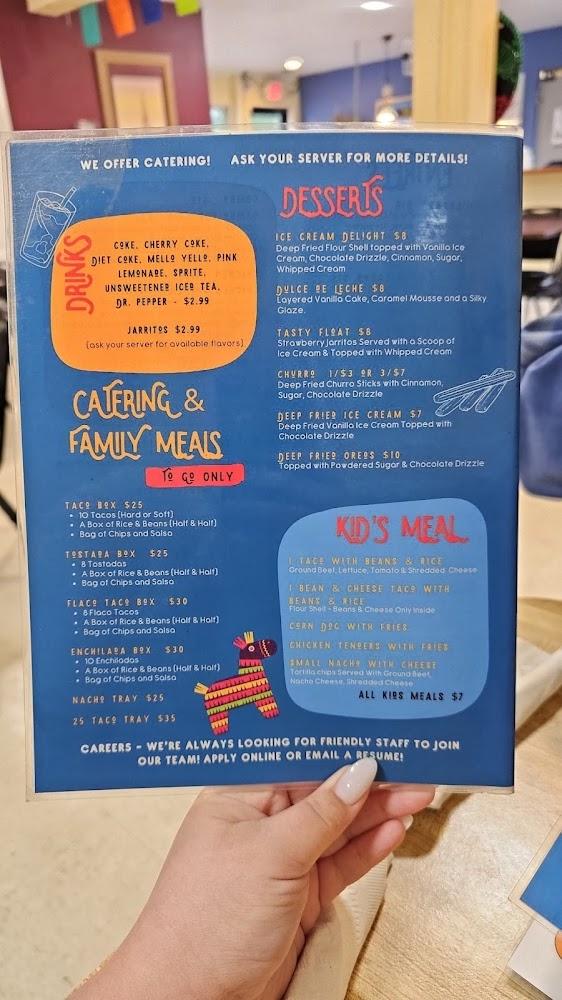 WE OFFER CATERING! ASK YOUR SERVER FOR MORE DETAILS!
DRINKS
COKE, CHERRY COKE,
DIET COKE, MELLO YELLO, PINK
LEMONADE, SPRITE,
UNSWEETENED ICED TEA,
DR. PEPPER - $2.99
JARRITOS $2.99
(ask your server for available flavors)
CATERING &
FAMILY MEALS
TO GO ONLY
TACO BOX $25
• 10 Tacos (Hard or Soft)
• A Box of Rice & Beans (Half & Half)
• Bag of Chips and Salsa
TOSTADA BOX $25
• 8 Tostadas
• A Box of Rice & Beans (Half & Half)
• Bag of Chips and Salsa
FLACO TACO BOX $30
• 8 Flaco Tacos
• A Box of Rice & Beans (Half & Half)
• Bag of Chips and Salsa
ENCHILADA BOX $30
• 10 Enchiladas
• A Box of Rice & Beans (Half & Half)
• Bag of Chips and Salsa
NACHO TRAY $25
25 TACO TRAY $35
DESSERTS
ICE CREAM DELIGHT $8
Deep Fried Flour Shell topped with Vanilla Ice
Cream, Chocolate Drizzle, Cinnamon, Sugar,
Whipped Cream
DULCE DE LECHE $8
Layered Vanilla Cake, Caramel Mousse and a Silky
Glaze.
TASTY FLOAT $8
Strawberry Jarritos Served with a Scoop of
Ice Cream & Topped with Whipped Cream
CHURRO 1/$3 OR 3/$7
Deep Fried Churro Sticks with Cinnamon,
Sugar, Chocolate Drizzle
DEEP FRIED ICE CREAM $7
Deep Fried Vanilla Ice Cream Topped with
Chocolate Drizzle
DEEP FRIED OREOS $10
Topped with Powdered Sugar & Chocolate Drizzle
KID'S MEAL
1 TACO WITH BEANS & RICE
Ground Beef, Lettuce, Tomato & Shredded Cheese
1 BEAN & CHEESE TACO WITH
BEANS & RICE
Flour Shell - Beans & Cheese Only Inside
CORN DOG WITH FRIES
CHICKEN TENDERS WITH FRIES
SMALL NACHO WITH CHEESE
Tortilla chips Served With Ground Beef,
Nacho Cheese, Shredded Cheese
ALL KIDS MEALS $7
CAREERS - WE'RE ALWAYS LOOKING FOR FRIENDLY STAFF TO JOIN
OUR TEAM! APPLY ONLINE OR EMAIL A RESUME!